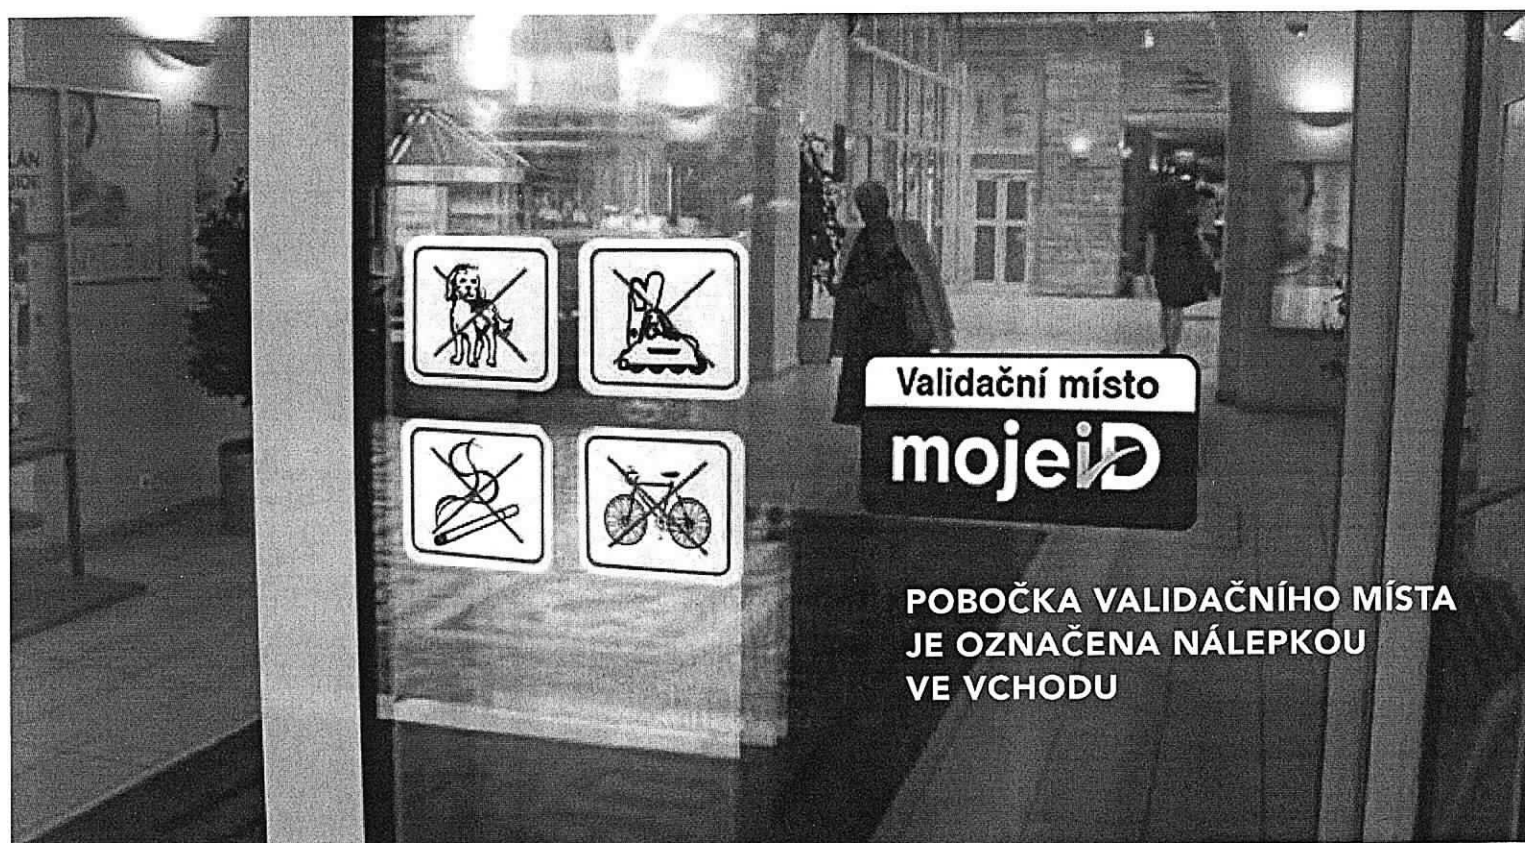 Validační místo
mojeiD
POBOČKA VALIDAČNÍHO MÍSTA
JE OZNAČENA NÁLEPKOU
VE VCHODU